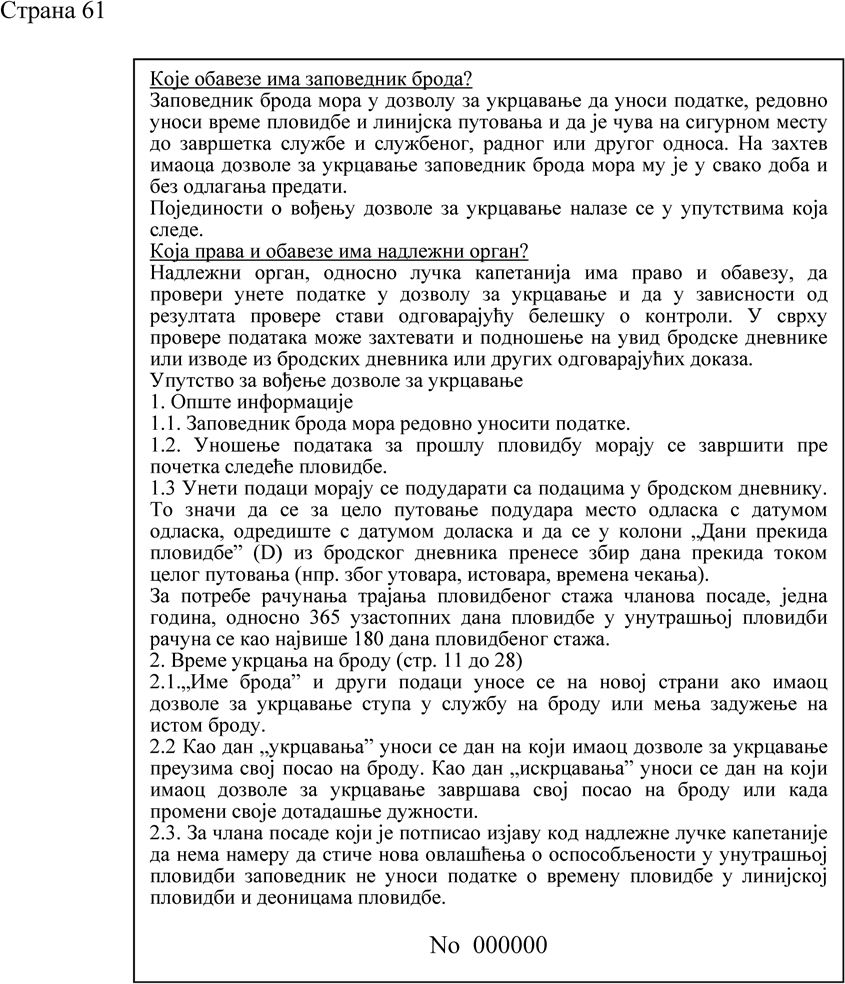 Страна 61
Које обавезе има заповедник брода?
Заповедник брода мора у дозволу за укрцавање да уноси податке, редовно
уноси време пловидбе и линијска путовања и да је чува на сигурном месту
до завршетка службе и службеног, радног или другог односа. На захтев
имаоца дозволе за укрцавање заповедник брода мора му је у свако доба и
без одлагања предати.
Појединости о вођењу дозволе за укрцавање налазе се у упутствима која
следе.
Која права и обавезе има надлежни орган?
Надлежни орган, односно лучка капетанија има право и обавезу, да
провери унете податке у дозволу за укрцавање и да у зависности од
резултата провере стави одговарајућу белешку о контроли. У сврху
провере података може захтевати и подношење на увид бродске дневнике
или изводе из бродских дневника или других одговарајућих доказа.
Упутство за вођење дозволе за укрцавање
1. Опште информације
1.1. Заповедник брода мора редовно уносити податке.
1.2. Уношење података за прошлу пловидбу морају се завршити пре
почетка следеће пловидбе.
1.3 Унети подаци морају се подударати са подацима у бродском дневнику.
То значи да се за цело путовање подудара место одласка с датумом
одласка, одредиште с датумом доласка и да се у колони „Дани прекида
пловидбе” (D) из бродског дневника пренесе збир дана прекида током
целог путовања (нпр. због утовара, истовара, времена чекања).
За потребе рачунања трајања пловидбеног стажа чланова посаде, једна
година, односно 365 узастопних дана пловидбе у унутрашњој пловидби
рачуна се као највише 180 дана пловидбеног стажа.
2. Време укрцања на броду (стр. 11 до 28)
2.1.„Име брода” и други подаци уносе се на новој страни ако имаоц
дозволе за укрцавање ступа у службу на броду или мења задужење на
истом броду.
2.2 Као дан „укрцавања” уноси се дан на који имаоц дозволе за укрцавање
преузима свој посао на броду. Као дан „искрцавања” уноси се дан на који
имаоц дозволе за укрцавање завршава свој посао на броду или када
промени своје дотадашње дужности.
2.3. За члана посаде који је потписао изјаву код надлежне лучке капетаније
да нема намеру да стиче нова овлашћења о оспособљености у унутрашњој
пловидби заповедник не уноси податке о времену пловидбе у линијској
пловидби и деоницама пловидбе.
No 000000